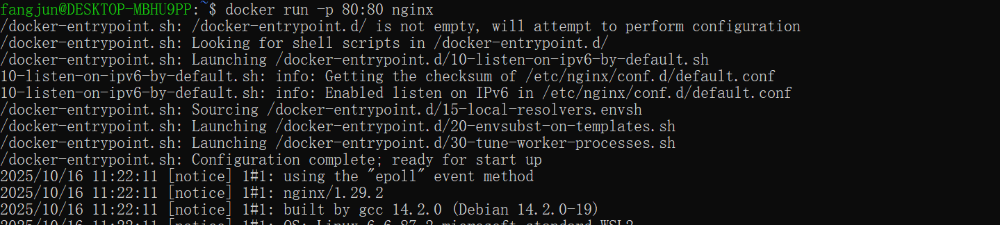 fangjun@DESKTOP-MBHU9PP:~$ docker run -p 80:80 nginx
/docker-entrypoint.sh: /docker-entrypoint.d/ is not empty, will attempt to perform configuration
/docker-entrypoint.sh: Looking for shell scripts in /docker-entrypoint.d/
/docker-entrypoint.sh: Launching /docker-entrypoint.d/10-listen-on-ipv6-by-default.sh
10-listen-on-ipv6-by-default.sh: info: Getting the checksum of /etc/nginx/conf.d/default.conf
10-listen-on-ipv6-by-default.sh: info: Enabled listen on IPv6 in /etc/nginx/conf.d/default.conf
/docker-entrypoint.sh: Sourcing /docker-entrypoint.d/15-local-resolvers.envsh
/docker-entrypoint.sh: Launching /docker-entrypoint.d/20-envsubst-on-templates.sh
/docker-entrypoint.sh: Launching /docker-entrypoint.d/30-tune-worker-processes.sh
/docker-entrypoint.sh: Configuration complete; ready for start up
2025/10/16 11:22:11 [notice] 1#1: using the "epoll" event method
2025/10/16 11:22:11 [notice] 1#1: nginx/1.29.2
2025/10/16 11:22:11 [notice] 1#1: built by gcc 14.2.0 (Debian 14.2.0-19)
2025/10/16 11:22:11 [notice] 1#1: OS: Linux 6.6.87.2-microsoft-standard-WSL2